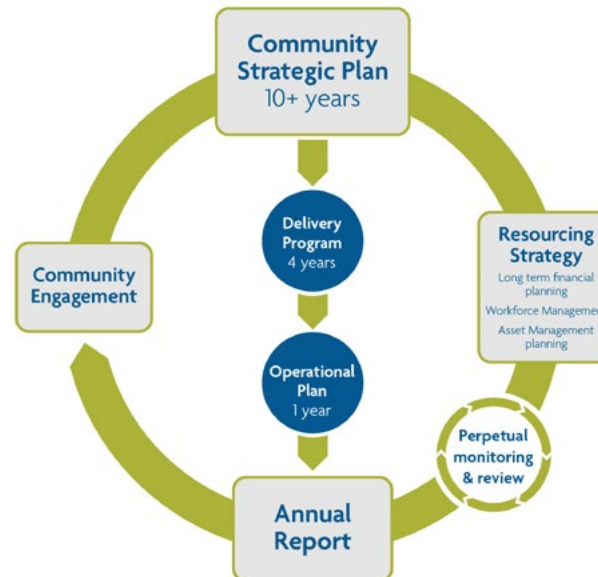 Community
Strategic Plan
10+ years
Delivery
Program
4 years
Resourcing
Strategy
Long term financial
planning
Workforce Management
Asset Management
planning
Community
Engagement
Operational
Plan
1 year
Perpetual
monitoring
& review
Annual
Report